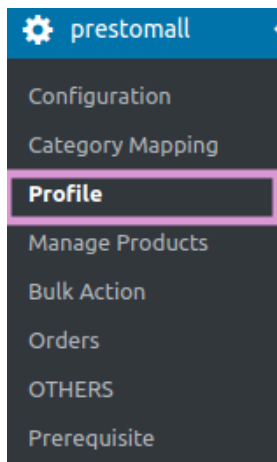 prestomall
Configuration
Category Mapping
Profile
Manage Products
Bulk Action
Orders
OTHERS
Prerequisite